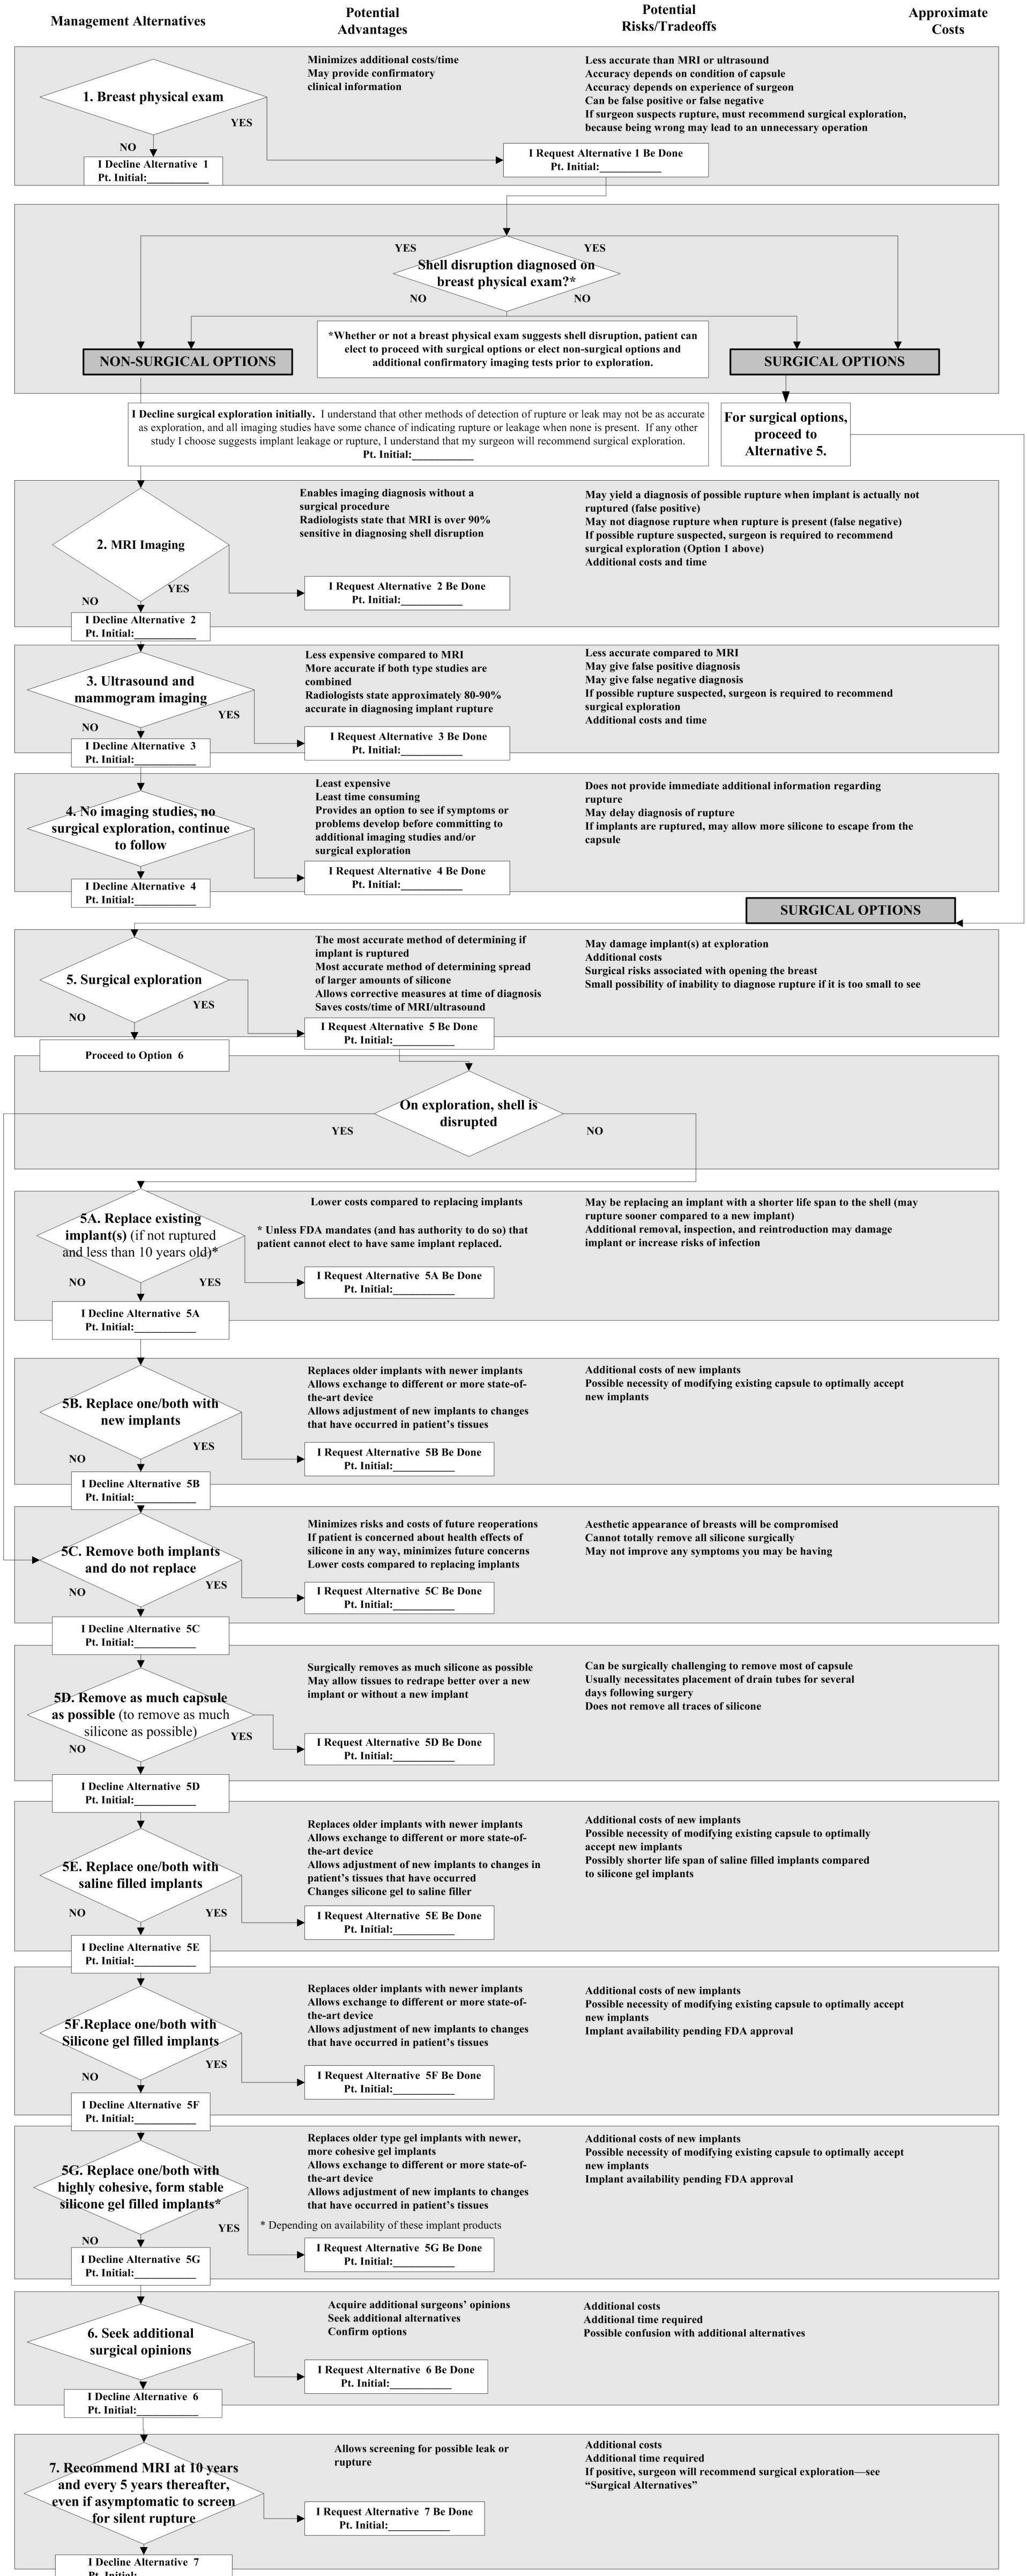 Management Alternatives
Potential
Advantages
Potential
Risks/Tradeoffs
Approximate
Costs
1. Breast physical exam
YES
NO
I Decline Alternative 1
Pt. Initial:____________
Minimizes additional costs/time
May provide confirmatory
clinical information
Less accurate than MRI or ultrasound
Accuracy depends on condition of capsule
Accuracy depends on experience of surgeon
Can be false positive or false negative
If surgeon suspects rupture, must recommend surgical exploration,
because being wrong may lead to an unnecessary operation
I Request Alternative 1 Be Done
Pt. Initial:____________
YES
YES
Shell disruption diagnosed on
breast physical exam?*
NO
NO
NON-SURGICAL OPTIONS
*Whether or not a breast physical exam suggests shell disruption, patient can
elect to proceed with surgical options or elect non-surgical options and
additional confirmatory imaging tests prior to exploration.
SURGICAL OPTIONS
I Decline surgical exploration initially. I understand that other methods of detection of rupture or leak may not be as accurate
as exploration, and all imaging studies have some chance of indicating rupture or leakage when none is present. If any other
study I choose suggests implant leakage or rupture, I understand that my surgeon will recommend surgical exploration.
Pt. Initial:____________
For surgical options,
proceed to
Alternative 5.
2. MRI Imaging
YES
NO
I Decline Alternative 2
Pt. Initial:____________
Enables imaging diagnosis without a
surgical procedure
Radiologists state that MRI is over 90%
sensitive in diagnosing shell disruption
I Request Alternative 2 Be Done
Pt. Initial:____________
May yield a diagnosis of possible rupture when implant is actually not
ruptured (false positive)
May not diagnose rupture when rupture is present (false negative)
If possible rupture suspected, surgeon is required to recommend
surgical exploration (Option 1 above)
Additional costs and time
3. Ultrasound and
mammogram imaging
YES
NO
I Decline Alternative 3
Pt. Initial:____________
Less expensive compared to MRI
More accurate if both type studies are
combined
Radiologists state approximately 80-90%
accurate in diagnosing implant rupture
I Request Alternative 3 Be Done
Pt. Initial:____________
Less accurate compared to MRI
May give false positive diagnosis
May give false negative diagnosis
If possible rupture suspected, surgeon is required to recommend
surgical exploration
Additional costs and time
4. No imaging studies, no
surgical exploration, continue
to follow
I Decline Alternative 4
Pt. Initial:____________
Least expensive
Least time consuming
Provides an option to see if symptoms or
problems develop before committing to
additional imaging studies and/or
surgical exploration
I Request Alternative 4 Be Done
Pt. Initial:____________
Does not provide immediate additional information regarding
rupture
May delay diagnosis of rupture
If implants are ruptured, may allow more silicone to escape from the
capsule
SURGICAL OPTIONS
5. Surgical exploration
YES
NO
Proceed to Option 6
The most accurate method of determining if
implant is ruptured
Most accurate method of determining spread
of larger amounts of silicone
Allows corrective measures at time of diagnosis
Saves costs/time of MRI/ultrasound
I Request Alternative 5 Be Done
Pt. Initial:____________
May damage implant(s) at exploration
Additional costs
Surgical risks associated with opening the breast
Small possibility of inability to diagnose rupture if it is too small to see
On exploration, shell is
disrupted
YES
NO
5A. Replace existing
implant(s) (if not ruptured
and less than 10 years old)*
NO
YES
I Decline Alternative 5A
Pt. Initial:____________
Lower costs compared to replacing implants
* Unless FDA mandates (and has authority to do so) that
patient cannot elect to have same implant replaced.
I Request Alternative 5A Be Done
Pt. Initial:____________
May be replacing an implant with a shorter life span to the shell (may
rupture sooner compared to a new implant)
Additional removal, inspection, and reintroduction may damage
implant or increase risks of infection
5B. Replace one/both with
new implants
YES
NO
I Decline Alternative 5B
Pt. Initial:____________
Replaces older implants with newer implants
Allows exchange to different or more state-of-
the-art device
Allows adjustment of new implants to changes
that have occurred in patient’s tissues
I Request Alternative 5B Be Done
Pt. Initial:____________
Additional costs of new implants
Possible necessity of modifying existing capsule to optimally accept
new implants
5C. Remove both implants
and do not replace
YES
NO
I Decline Alternative 5C
Pt. Initial:____________
Minimizes risks and costs of future reoperations
If patient is concerned about health effects of
silicone in any way, minimizes future concerns
Lower costs compared to replacing implants
I Request Alternative 5C Be Done
Pt. Initial:____________
Aesthetic appearance of breasts will be compromised
Cannot totally remove all silicone surgically
May not improve any symptoms you may be having
5D. Remove as much capsule
as possible (to remove as much
silicone as possible)
YES
NO
I Decline Alternative 5D
Pt. Initial:____________
Surgically removes as much silicone as possible
May allow tissues to redrape better over a new
implant or without a new implant
I Request Alternative 5D Be Done
Pt. Initial:____________
Can be surgically challenging to remove most of capsule
Usually necessitates placement of drain tubes for several
days following surgery
Does not remove all traces of silicone
5E. Replace one/both with
saline filled implants
NO
YES
I Decline Alternative 5E
Pt. Initial:____________
Replaces older implants with newer implants
Allows exchange to different or more state-of-
the-art device
Allows adjustment of new implants to changes in
patient’s tissues that have occurred
Changes silicone gel to saline filler
I Request Alternative 5E Be Done
Pt. Initial:____________
Additional costs of new implants
Possible necessity of modifying existing capsule to optimally
accept new implants
Possibly shorter life span of saline filled implants compared
to silicone gel implants
5F.Replace one/both with
Silicone gel filled implants
YES
NO
I Decline Alternative 5F
Pt. Initial:____________
Replaces older implants with newer implants
Allows exchange to different or more state-of-
the-art device
Allows adjustment of new implants to changes
that have occurred in patient’s tissues
I Request Alternative 5F Be Done
Pt. Initial:____________
Additional costs of new implants
Possible necessity of modifying existing capsule to optimally accept
new implants
Implant availability pending FDA approval
5G. Replace one/both with
highly cohesive, form stable
silicone gel filled implants*
YES
NO
I Decline Alternative 5G
Pt. Initial:____________
Replaces older type gel implants with newer,
more cohesive gel implants
Allows exchange to different or more state-of-
the-art device
Allows adjustment of new implants to changes
that have occurred in patient’s tissues
* Depending on availability of these implant products
I Request Alternative 5G Be Done
Pt. Initial:____________
Additional costs of new implants
Possible necessity of modifying existing capsule to optimally accept
new implants
Implant availability pending FDA approval
6. Seek additional
surgical opinions
I Decline Alternative 6
Pt. Initial:____________
Acquire additional surgeons’ opinions
Seek additional alternatives
Confirm options
I Request Alternative 6 Be Done
Pt. Initial:____________
Additional costs
Additional time required
Possible confusion with additional alternatives
7. Recommend MRI at 10 years
and every 5 years thereafter,
even if asymptomatic to screen
for silent rupture
I Decline Alternative 7
Pt. Initial:
Allows screening for possible leak or
rupture
I Request Alternative 7 Be Done
Pt. Initial:____________
Additional costs
Additional time required
If positive, surgeon will recommend surgical exploration—see
“Surgical Alternatives”